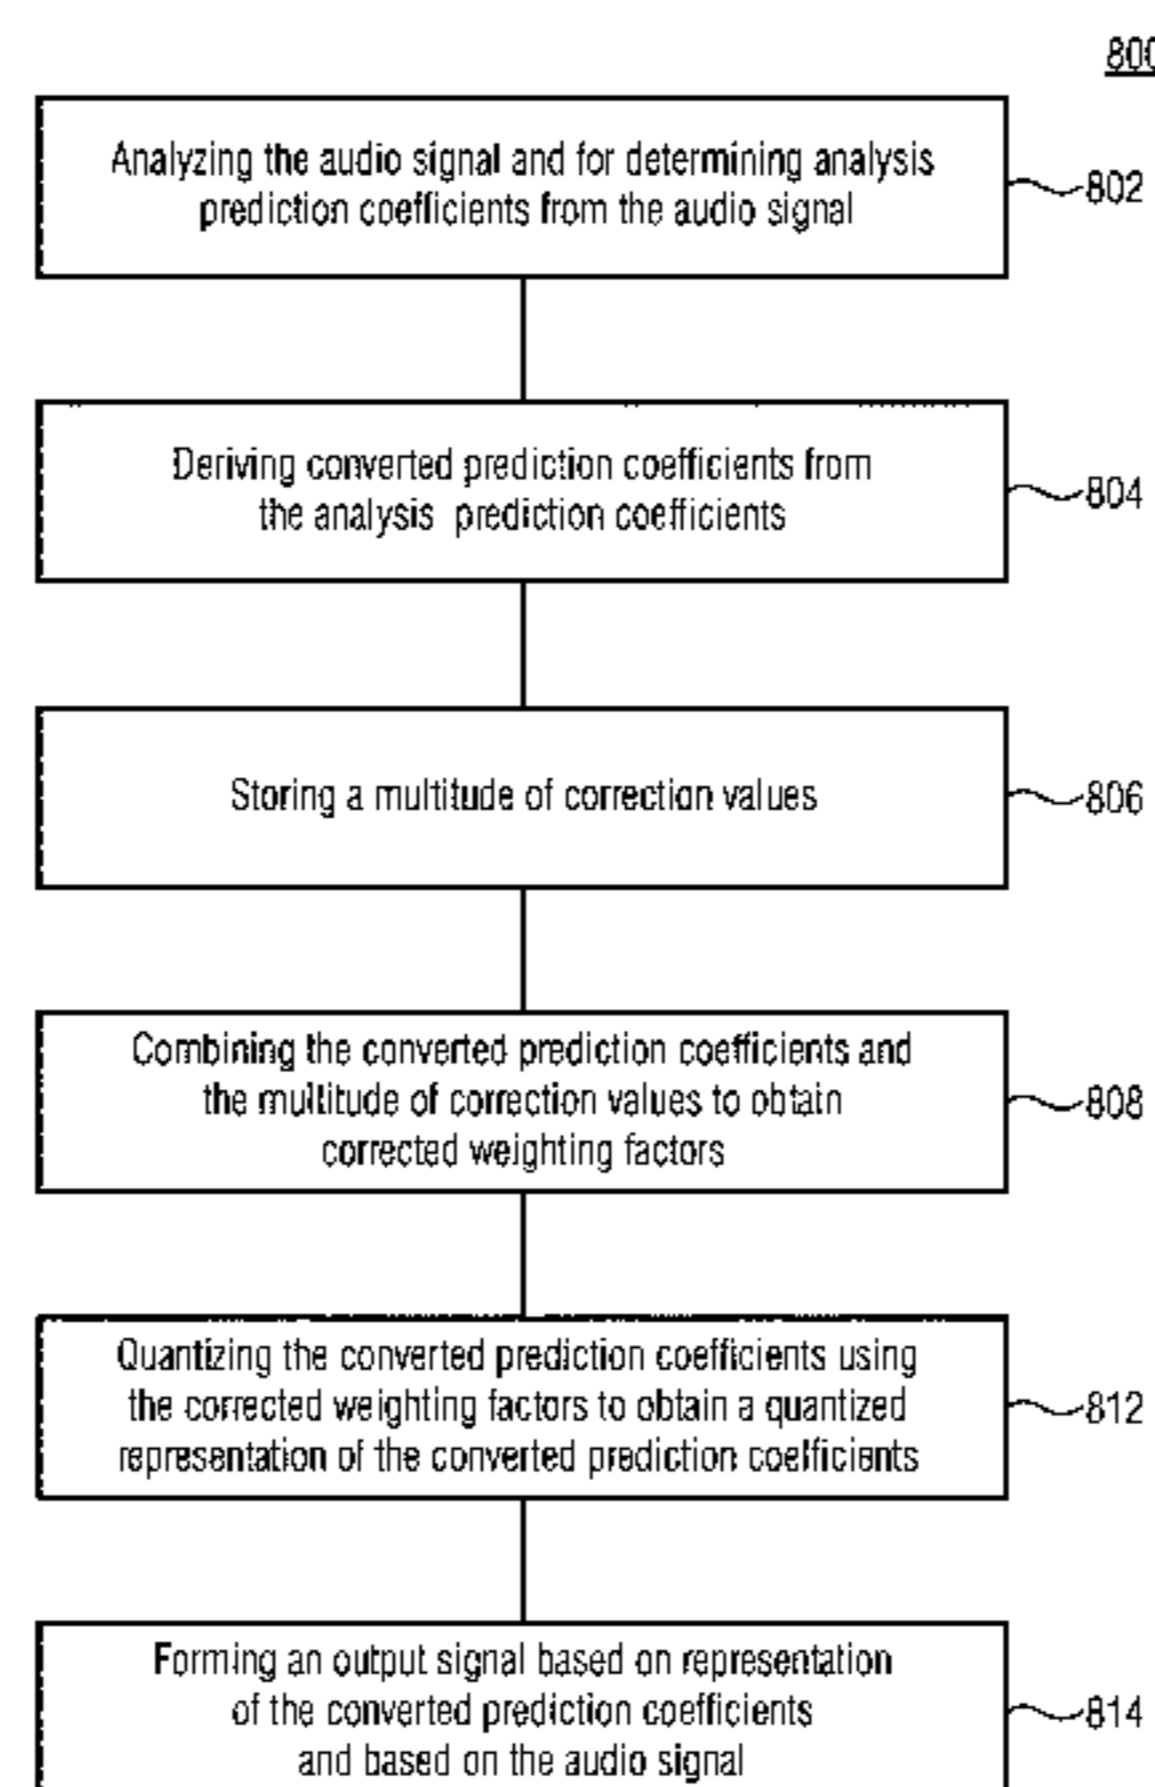 800
Analyzing the audio signal and for determining analysis
prediction coefficients from the audio signal
802
Deriving converted prediction coefficients from
the analysis prediction coefficients
804
Storing a multitude of correction values
806
Combining the converted prediction coefficients and
the multitude of correction values to obtain
corrected weighting factors
808
Quantizing the converted prediction coefficients using
the corrected weighting factors to obtain a quantized
representation of the converted prediction coefficients
812
Forming an output signal based on representation
of the converted prediction coefficients
and based on the audio signal
814